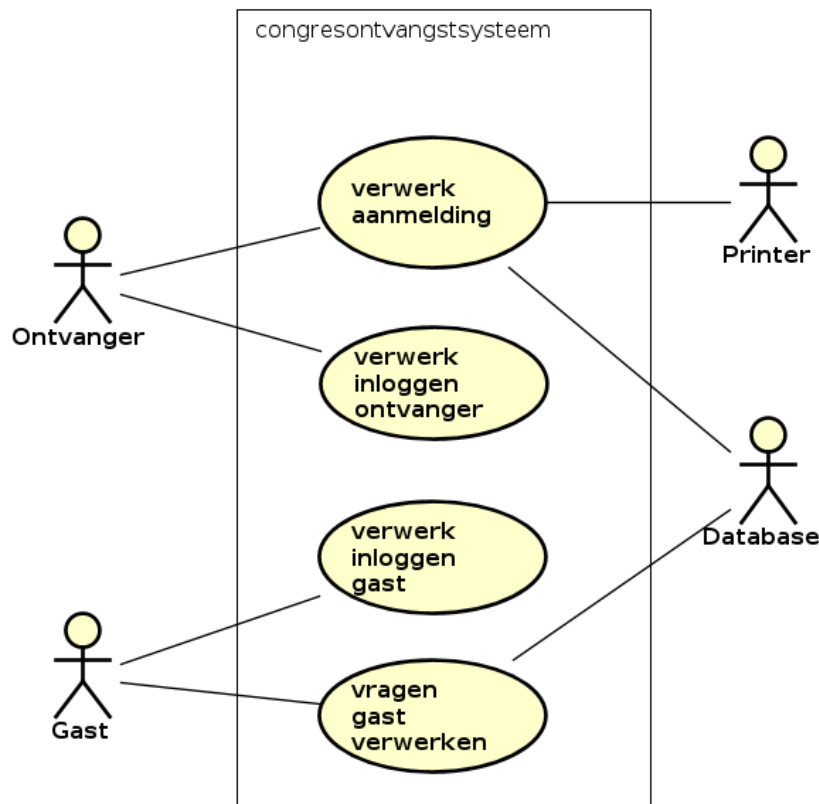 congresontvangstsysteem
verwerk
aanmelding
Printer
Ontvanger
verwerk
inloggen
ontvanger
Database
verwerk
inloggen
gast
Gast
vragen
gast
verwerken